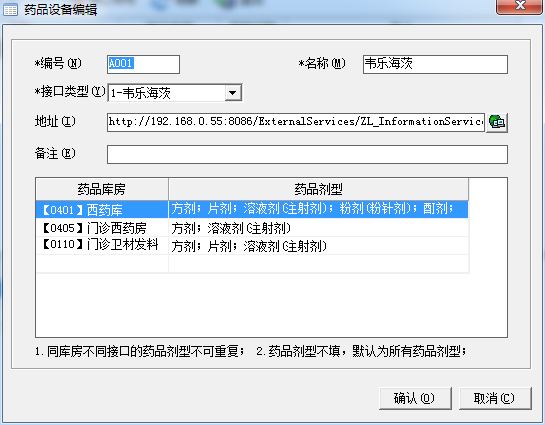 药品设备编辑
*编号(N) A001 *名称(M) 韦乐海茨
*接口类型(Y) 1-韦乐海茨
地址(I) http://192.168.0.55:8086/ExternalServices/ZL_InformationService
备注(E)
药品库房 药品剂型
【0401】西药库 方剂; 片剂; 溶液剂(注射剂); 粉剂(粉针剂); 酊剂;
【0405】门诊西药房 方剂; 溶液剂(注射剂)
【0110】门诊卫材发料 方剂; 片剂; 溶液剂(注射剂)
1.同库房不同接口的药品剂型不可重复; 2.药品剂型不填, 默认为所有药品剂型;
确认(O) 取消(C)